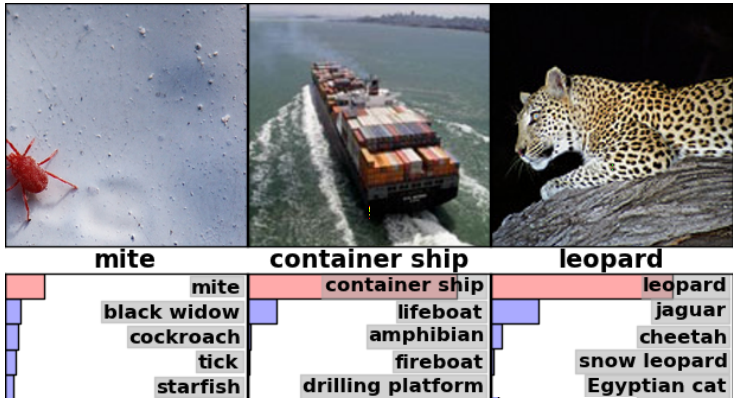 mite
container ship
leopard
mite
black widow
cockroach
tick
starfish
container ship
lifeboat
amphibian
fireboat
drilling platform
leopard
jaguar
cheetah
snow leopard
Egyptian cat